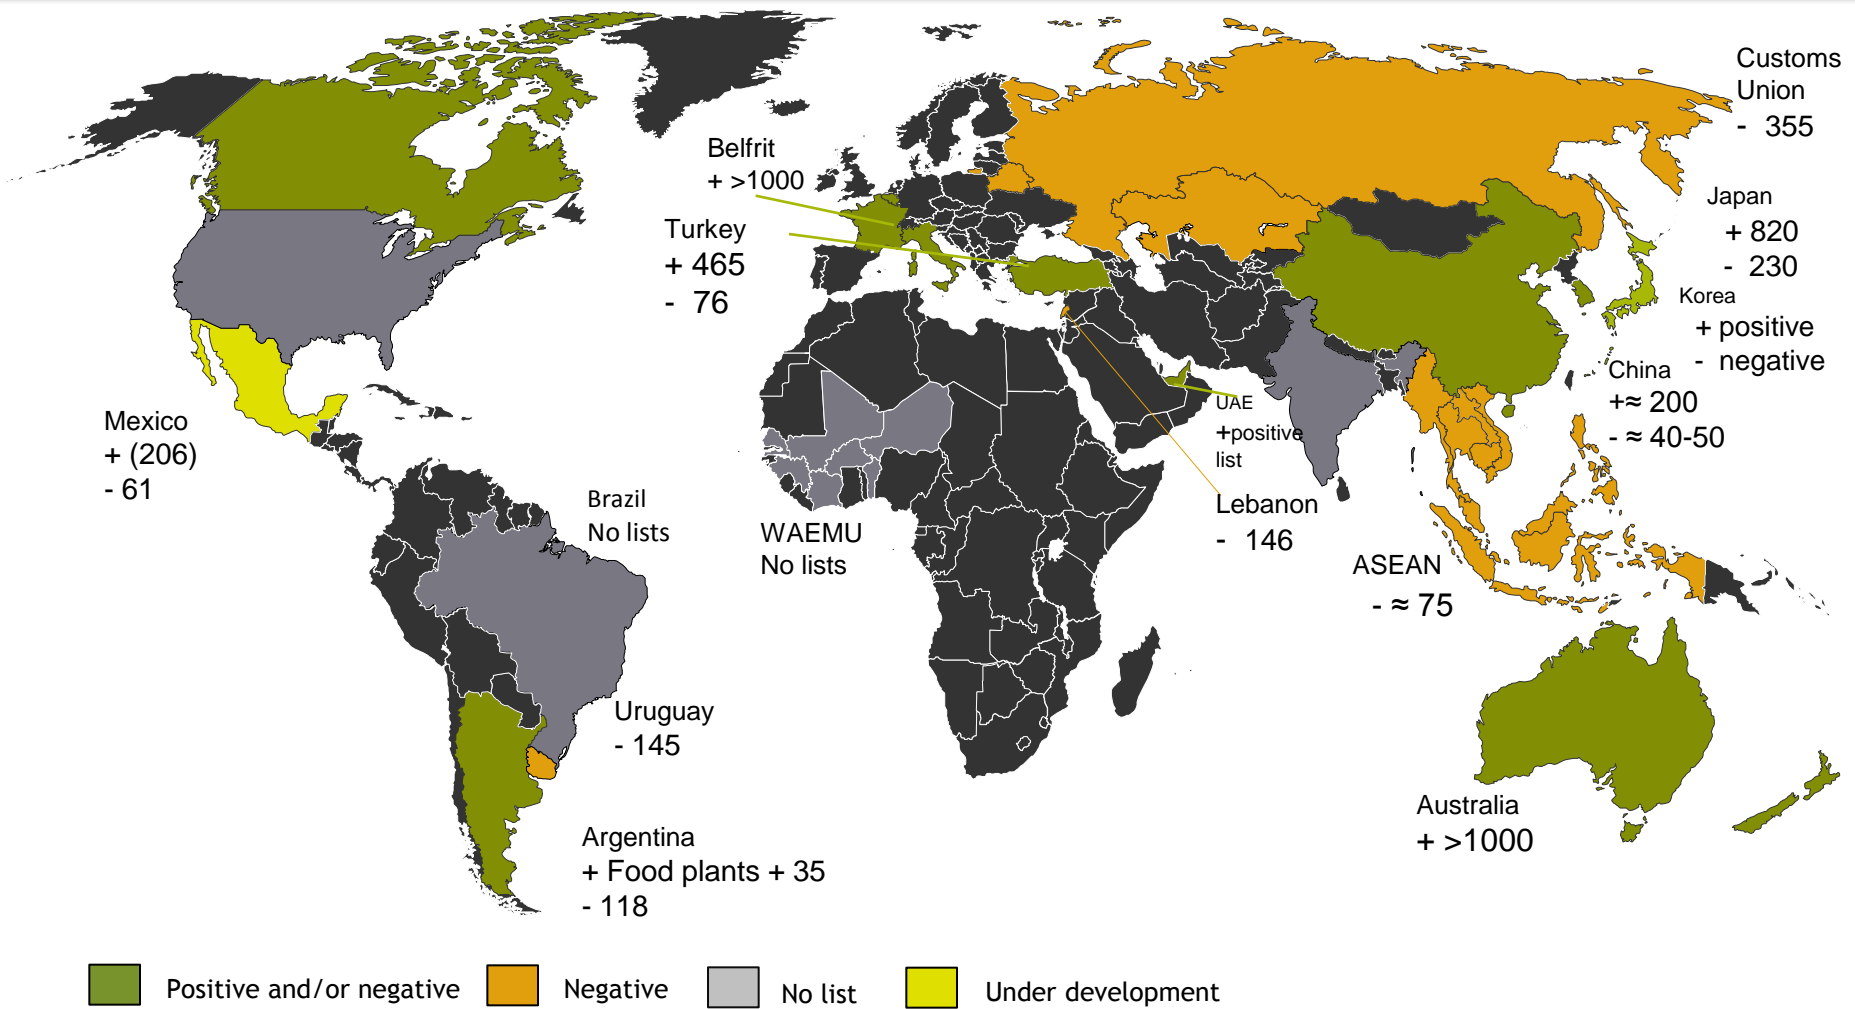 Customs
Union
- 355
Belfrit
+ >1000
Japan
+ 820
- 230
Turkey
+ 465
- 76
Korea
+ positive
- negative
China
+≈ 200
- ≈ 40-50
UAE
+positive
list
Mexico
+ (206)
- 61
Brazil
No lists
WAEMU
No lists
Lebanon
- 146
ASEAN
- ≈ 75
Uruguay
- 145
Australia
+ >1000
Argentina
+ Food plants + 35
- 118
Positive and/or negative
Negative
No list
Under development